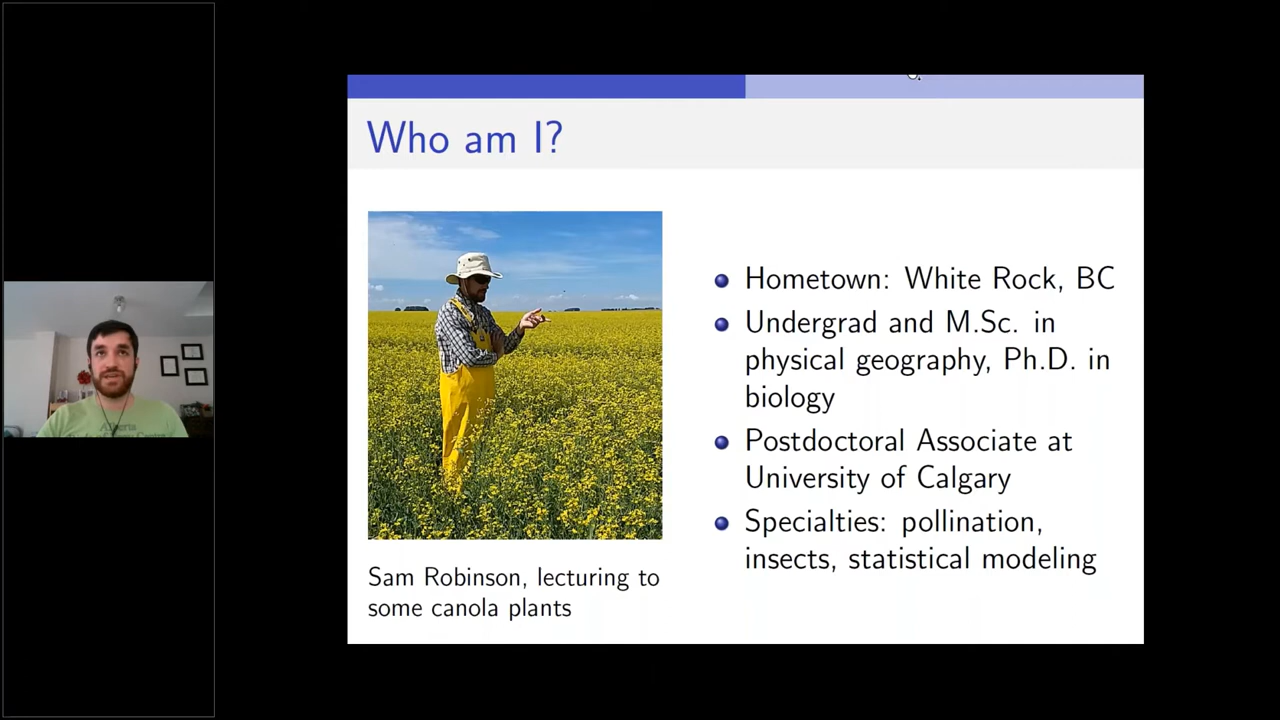 Who am I?
Hometown: White Rock, BC
Undergrad and M.Sc. in
physical geography, Ph.D. in
biology
Postdoctoral Associate at
University of Calgary
Specialties: pollination,
insects, statistical modeling
Sam Robinson, lecturing to
some canola plants
Alberta